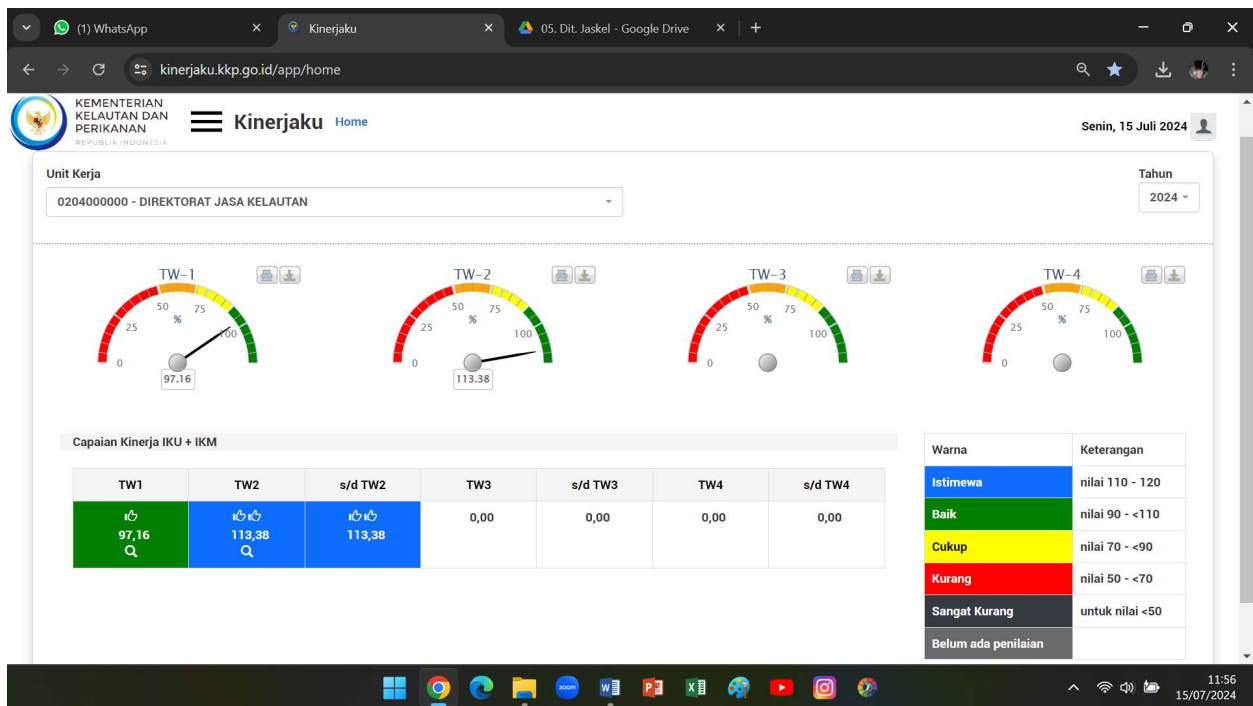 (1) WhatsApp
Kinerjaku
05. Dit. Jaskel - Google Drive
kinerjaku.kkp.go.id/app/home
KEMENTERIAN
KELAUTAN DAN
PERIKANAN
REPUBLIK INDONESIA
Kinerjaku Home
Senin, 15 Juli 2024
Unit Kerja
Tahun
0204000000 - DIREKTORAT JASA KELAUTAN
2024
TW-1
0 25 50 75 100
%
97.16
TW-2
0 25 50 75 100
%
113.38
TW-3
0 25 50 75 100
%
TW-4
0 25 50 75 100
%
Capaian Kinerja IKU + IKM
TW1 TW2 s/d TW2 TW3 s/d TW3 TW4 s/d TW4
97,16 113,38 113,38 0,00 0,00 0,00 0,00
Warna Keterangan
Istimewa nilai 110 - 120
Baik nilai 90 - <110
Cukup nilai 70 - <90
Kurang nilai 50 - <70
Sangat Kurang untuk nilai <50
Belum ada penilaian
zoom
11:56
15/07/2024